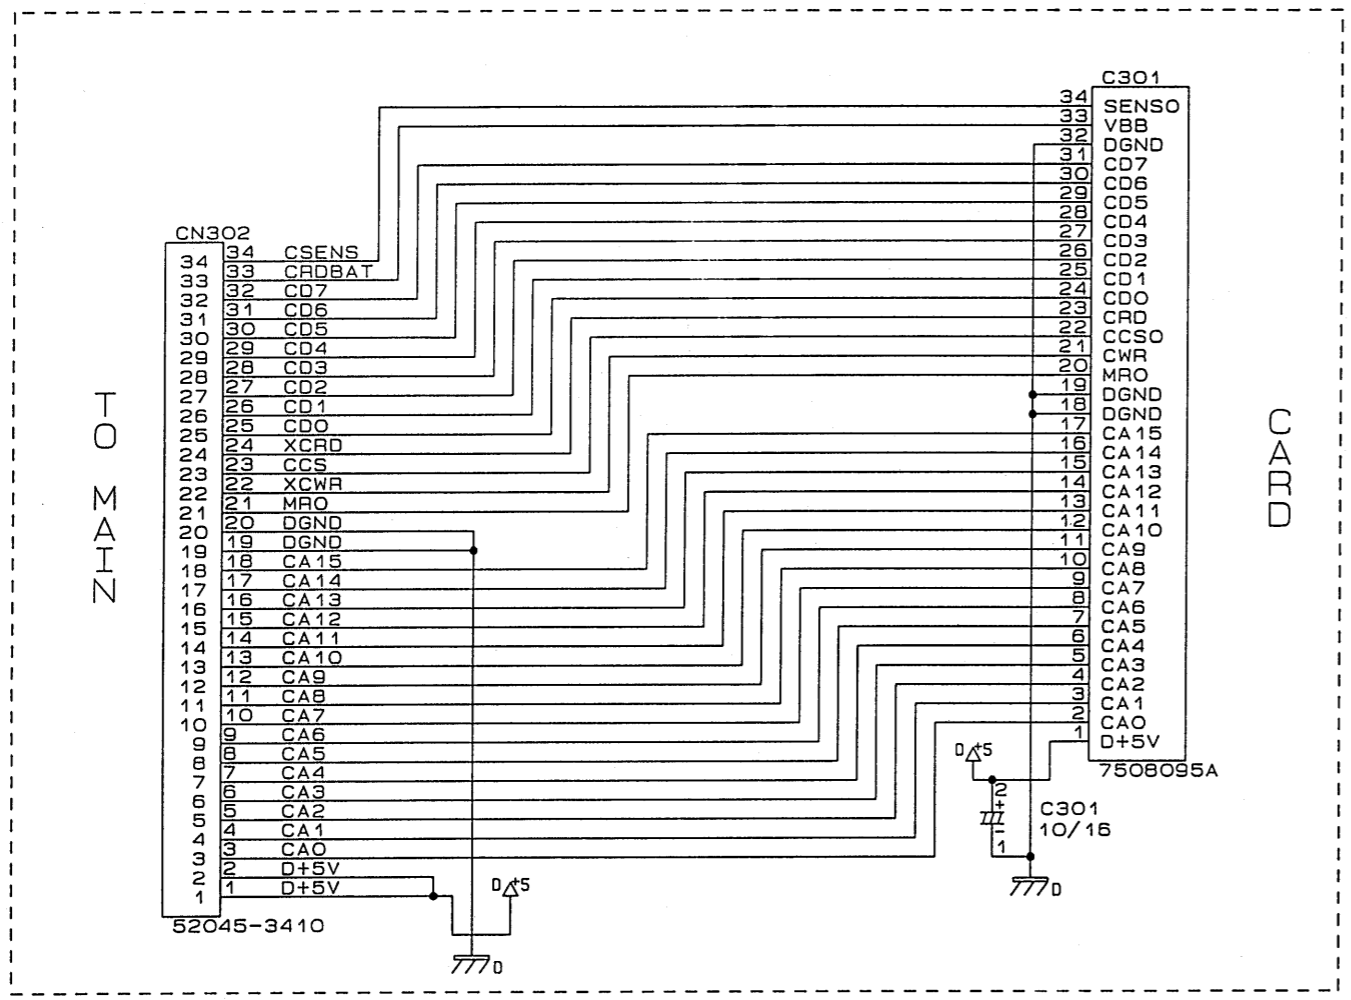 C301
34 SENSO
33 VBB
32 DGND
31 CD7
30 CD6
29 CD5
28 CD4
27 CD3
26 CD2
25 CD1
24 CD0
23 CRD
22 CCSO
21 CWR
20 MRO
19 DGND
18 DGND
17 CA15
16 CA14
15 CA13
14 CA12
13 CA11
12 CA10
11 CA9
10 CA8
9 CA7
8 CA6
7 CA5
6 CA4
5 CA3
4 CA2
3 CA1
2 CA0
1 D+5V
7508095A
CARD
CN302
34 34 CSENS
33 33 CRDBAT
32 32 CD7
31 31 CD6
30 30 CD5
29 29 CD4
28 28 CD3
27 27 CD2
26 26 CD1
25 25 CD0
24 24 XCRD
23 23 CCS
22 22 XCWR
21 21 MRO
20 20 DGND
19 19 DGND
18 18 CA15
17 17 CA14
16 16 CA13
15 15 CA12
14 14 CA11
13 13 CA10
12 12 CA9
11 11 CA8
10 10 CA7
9 9 CA6
8 8 CA5
7 7 CA4
6 6 CA3
5 5 CA2
4 4 CA1
3 3 CA0
2 2 D+5V
1 1 D+5V
52045-3410
TO MAIN
D +5
D
D +5
2
+
-
1
C301
10/16
D